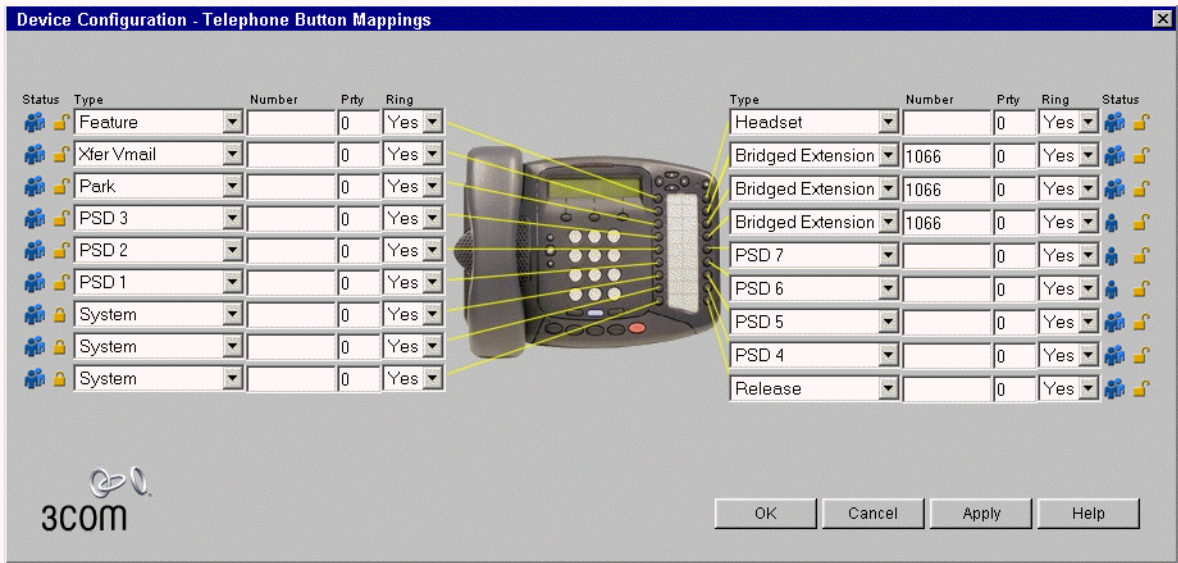 Device Configuration - Telephone Button Mappings
Status Type Number Prty Ring Type Number Prty Ring Status
Feature 0 Yes Headset 0 Yes
Xfer Vmail 0 Yes Bridged Extension 1066 0 Yes
Park 0 Yes Bridged Extension 1066 0 Yes
PSD 3 0 Yes Bridged Extension 1066 0 Yes
PSD 2 0 Yes PSD 7 0 Yes
PSD 1 0 Yes PSD 6 0 Yes
System 0 Yes PSD 5 0 Yes
System 0 Yes PSD 4 0 Yes
System 0 Yes Release 0 Yes
3COM
OK Cancel Apply Help